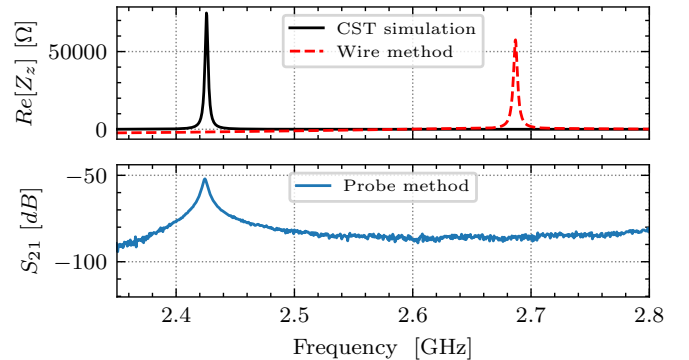 Re[Z_z] [Ω]
50000
0
CST simulation
Wire method
S_21 [dB]
−50
−100
Probe method
2.4
2.5
2.6
2.7
2.8
Frequency [GHz]